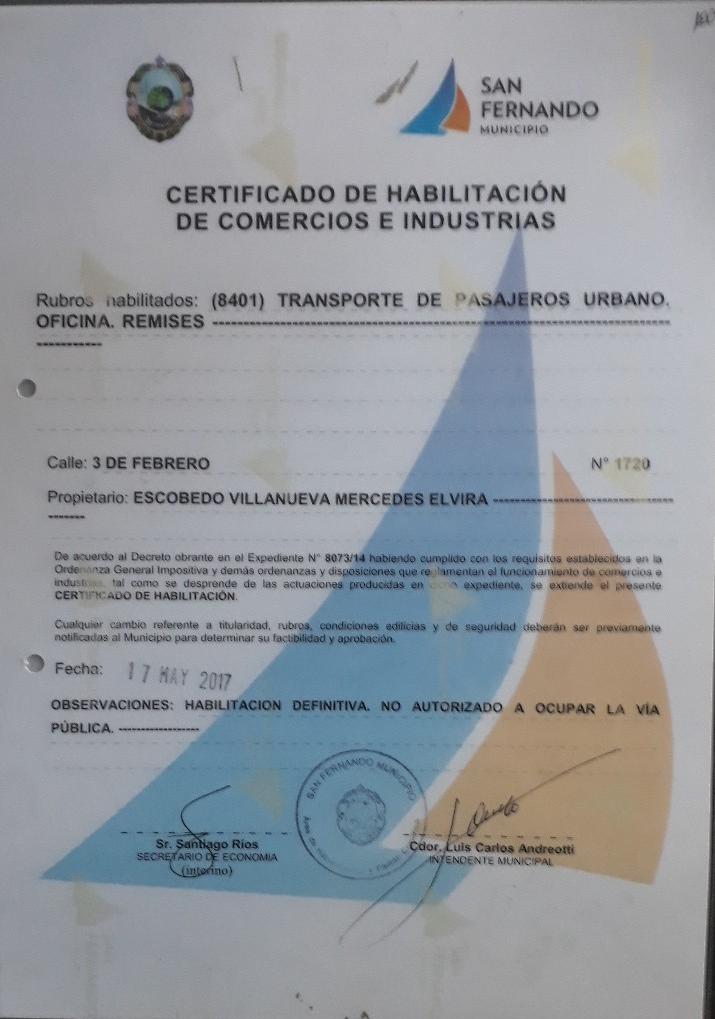 SAN
FERNANDO
MUNICIPIO
CERTIFICADO DE HABILITACIÓN
DE COMERCIOS E INDUSTRIAS
Rubros habilitados: (8401) TRANSPORTE DE PASAJEROS URBANO.
OFICINA. REMISES ----------------------------------------------------------------------
-----------
Calle: 3 DE FEBRERO N° 1720
Propietario: ESCOBEDO VILLANUEVA MERCEDES ELVIRA -----------------------------
-------
De acuerdo al Decreto obrante en el Expediente N° 8073/14 habiendo cumplido con los requisitos establecidos en la
Ordenanza General Impositiva y demás ordenanzas y disposiciones que reglamentan el funcionamiento de comercios e
industrias, tal como se desprende de las actuaciones producidas en dicho expediente, se extiende el presente
CERTIFICADO DE HABILITACIÓN.
Cualquier cambio referente a titularidad, rubros, condiciones edilicias y de seguridad deberán ser previamente
notificadas al Municipio para determinar su factibilidad y aprobación.
Fecha: 17 MAY 2017
OBSERVACIONES: HABILITACION DEFINITIVA. NO AUTORIZADO A OCUPAR LA VÍA
PÚBLICA. -----------------
SAN FERNANDO MUNICIPIO
Sr. Santiago Ríos
SECRETARIO DE ECONOMIA
(interino)
Cdor. Luis Carlos Andreotti
INTENDENTE MUNICIPAL